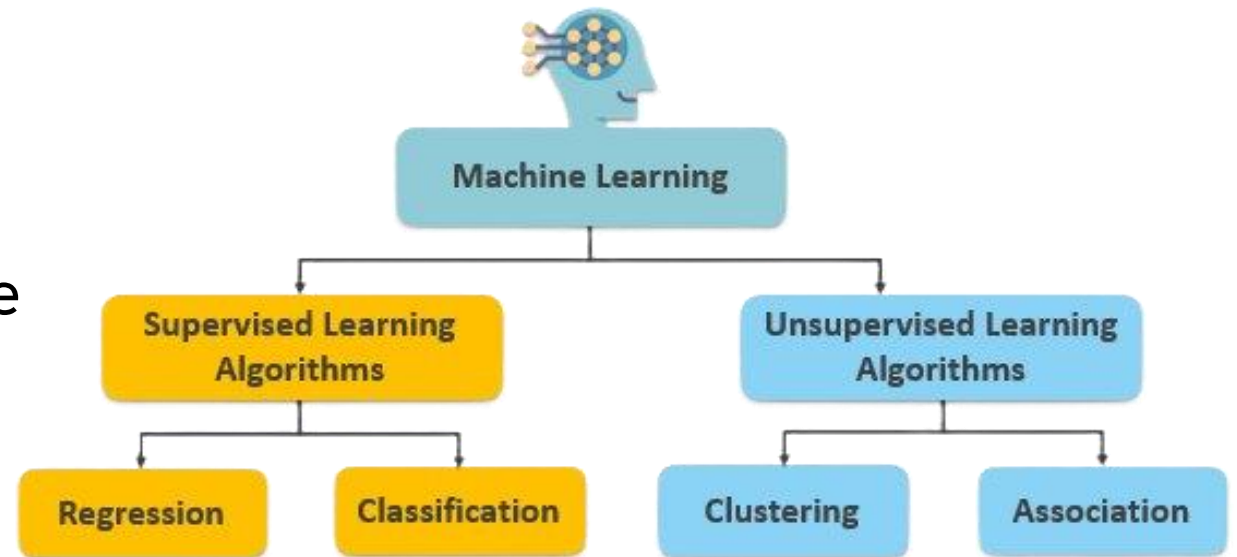 Machine Learning
e
Supervised Learning
Algorithms
Unsupervised Learning
Algorithms
Regression
Classification
Clustering
Association